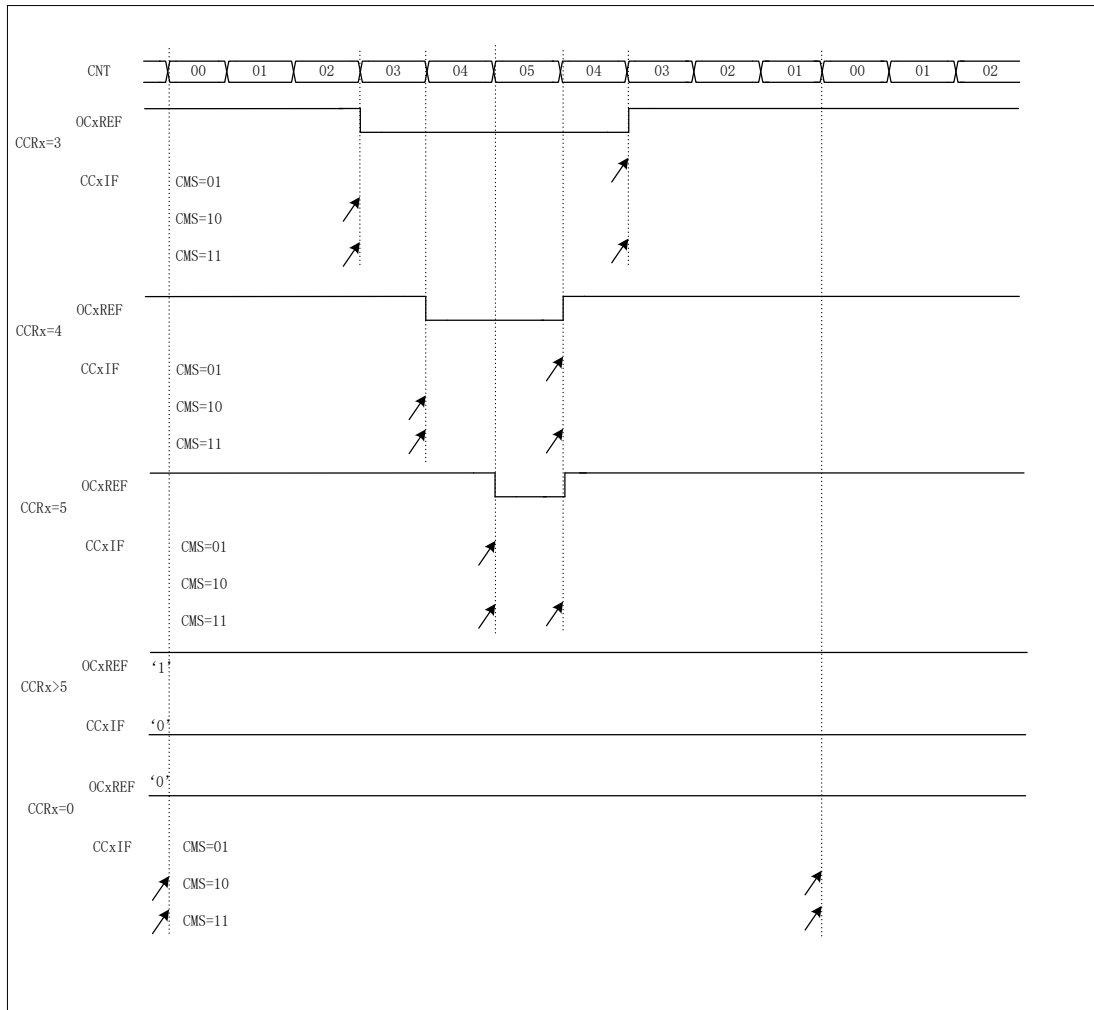 CNT 00 01 02 03 04 05 04 03 02 01 00 01 02
OCxREF
CCRx=3
CCxIF CMS=01
CMS=10
CMS=11
OCxREF
CCRx=4
CCxIF CMS=01
CMS=10
CMS=11
OCxREF
CCRx=5
CCxIF CMS=01
CMS=10
CMS=11
OCxREF ‘1’
CCRx>5
CCxIF ‘0’
OCxREF ‘0’
CCRx=0
CCxIF CMS=01
CMS=10
CMS=11